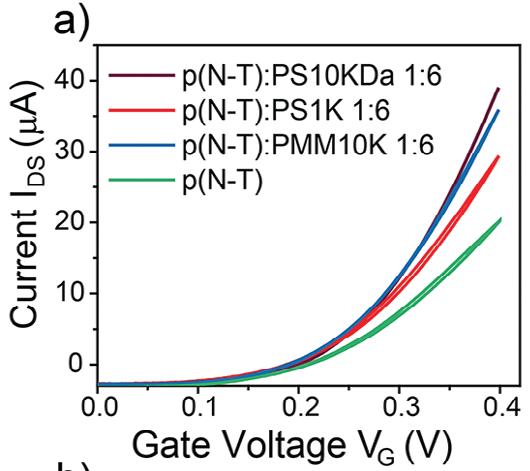 a)
Current I_DS (μA)
40
30
20
10
0
p(N-T):PS10KDa 1:6
p(N-T):PS1K 1:6
p(N-T):PMM10K 1:6
p(N-T)
0.0 0.1 0.2 0.3 0.4
Gate Voltage V_G (V)